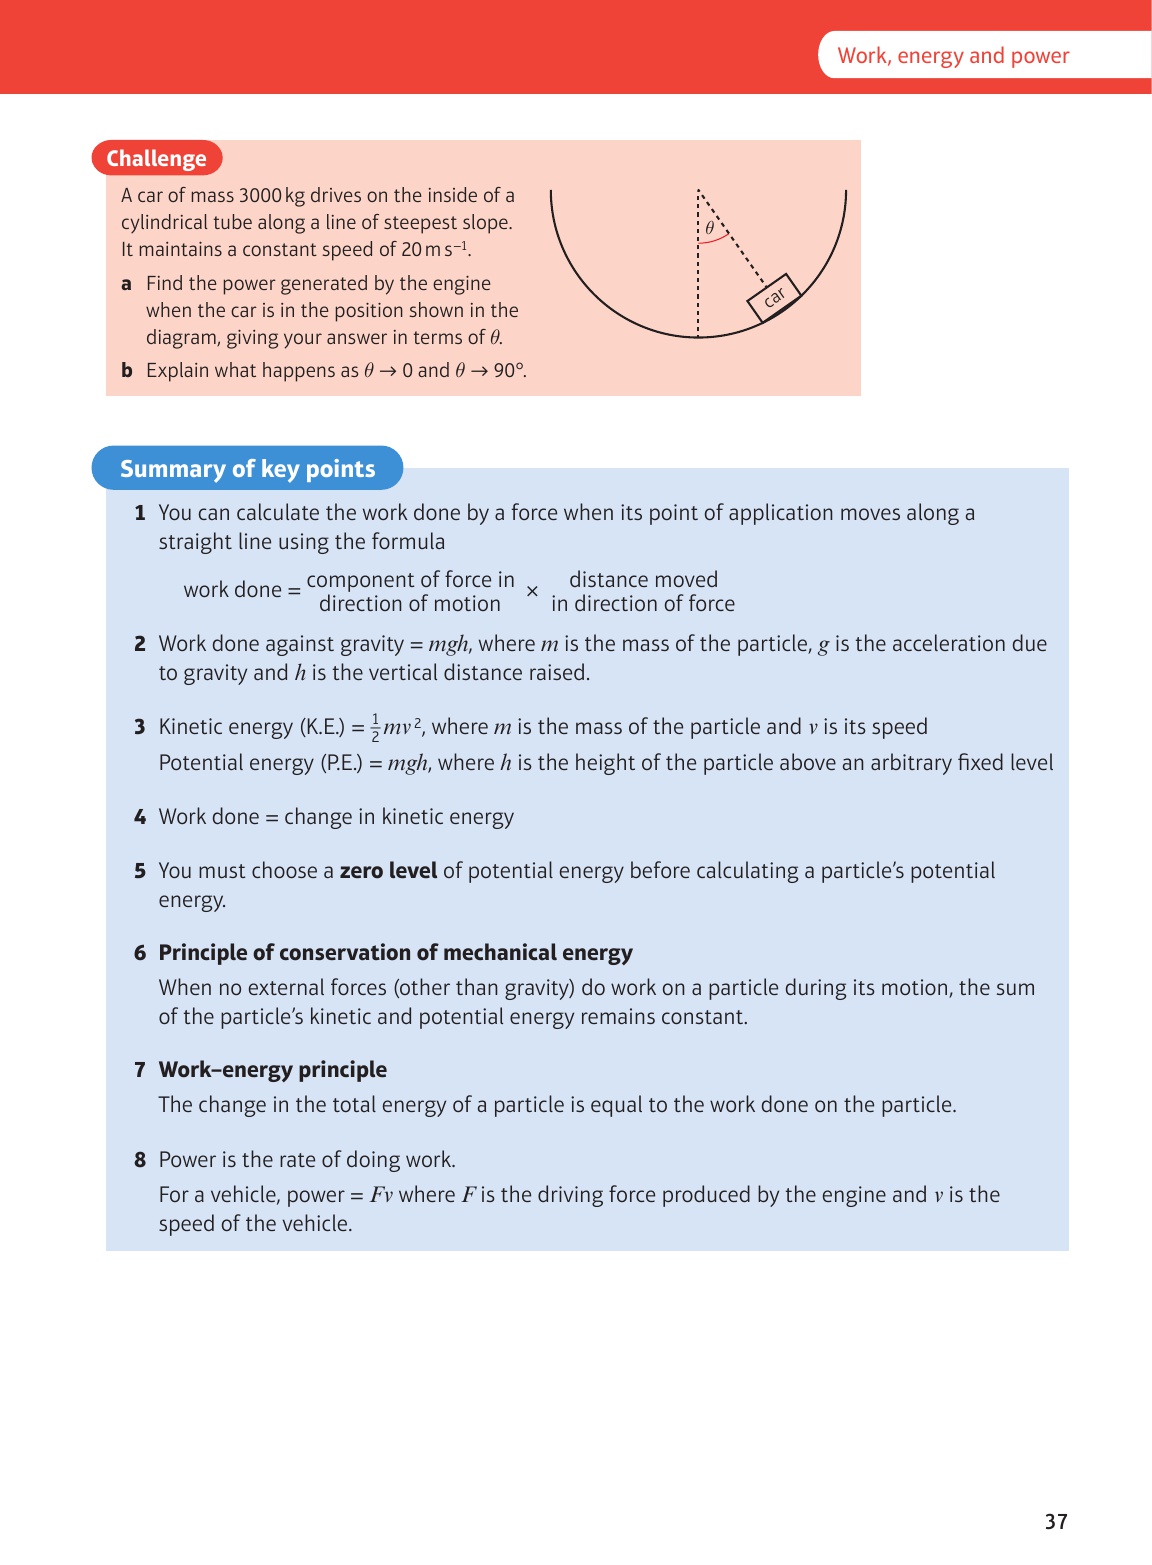 Work, energy and power
Challenge
A car of mass 3000 kg drives on the inside of a
cylindrical tube along a line of steepest slope.
It maintains a constant speed of 20 m s⁻¹.
a Find the power generated by the engine
when the car is in the position shown in the
diagram, giving your answer in terms of θ.
b Explain what happens as θ → 0 and θ → 90°.
θ
car
Summary of key points
1 You can calculate the work done by a force when its point of application moves along a
straight line using the formula
work done = component of force in direction of motion × distance moved in direction of force
2 Work done against gravity = mgh, where m is the mass of the particle, g is the acceleration due
to gravity and h is the vertical distance raised.
3 Kinetic energy (K.E.) = ½mv², where m is the mass of the particle and v is its speed
Potential energy (P.E.) = mgh, where h is the height of the particle above an arbitrary fixed level
4 Work done = change in kinetic energy
5 You must choose a zero level of potential energy before calculating a particle’s potential
energy.
6 Principle of conservation of mechanical energy
When no external forces (other than gravity) do work on a particle during its motion, the sum
of the particle’s kinetic and potential energy remains constant.
7 Work–energy principle
The change in the total energy of a particle is equal to the work done on the particle.
8 Power is the rate of doing work.
For a vehicle, power = Fv where F is the driving force produced by the engine and v is the
speed of the vehicle.
37